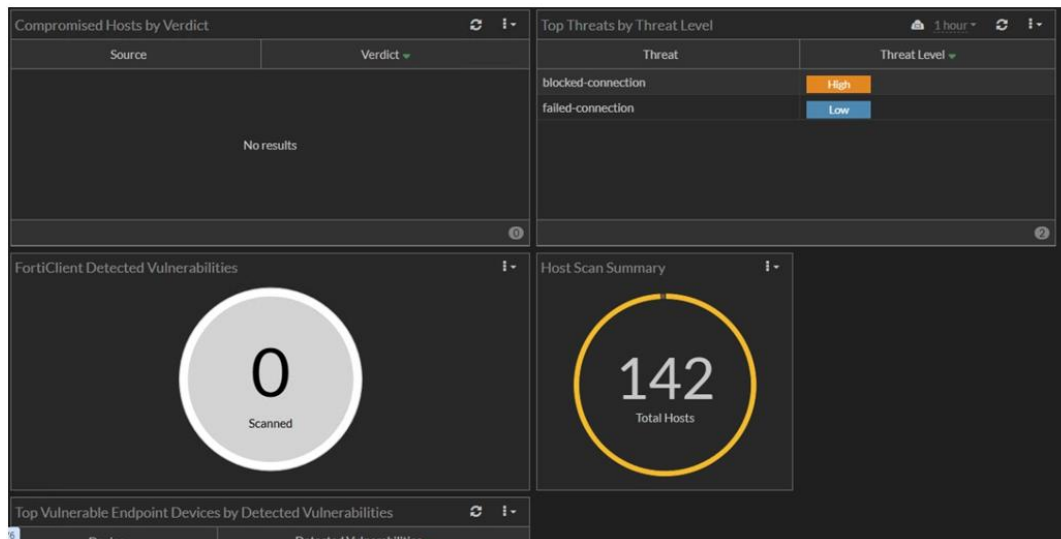 Compromised Hosts by Verdict
Source Verdict
No results
0
Top Threats by Threat Level 1 hour
Threat Threat Level
blocked-connection High
failed-connection Low
2
FortiClient Detected Vulnerabilities
0
Scanned
Host Scan Summary
142
Total Hosts
Top Vulnerable Endpoint Devices by Detected Vulnerabilities
Detected Vulnerabilities